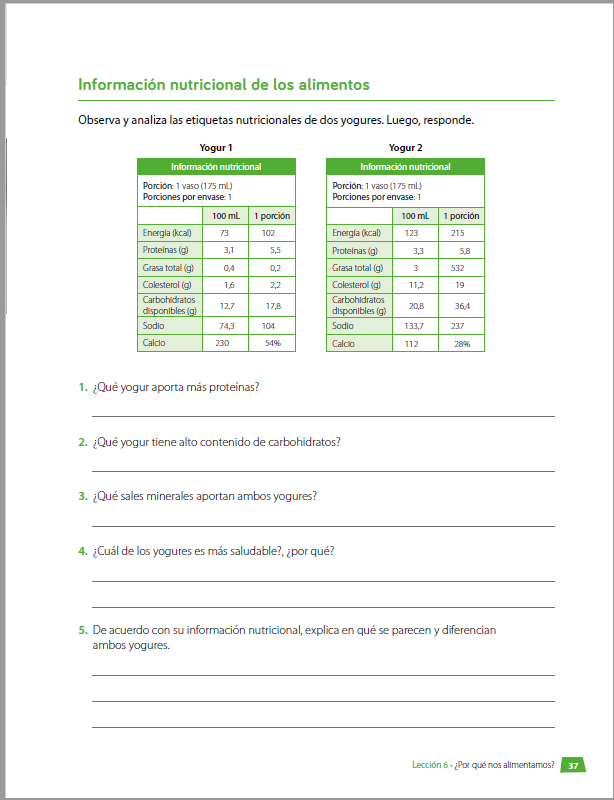 Información nutricional de los alimentos
Observa y analiza las etiquetas nutricionales de dos yogures. Luego, responde.
Yogur 1
Información nutricional
Porción: 1 vaso (175 mL)
Porciones por envase: 1
100 mL 1 porción
Energía (kcal) 73 102
Proteínas (g) 3,1 5,5
Grasa total (g) 0,4 0,2
Colesterol (g) 1,6 2,2
Carbohidratos
disponibles (g) 12,7 17,8
Sodio 74,3 104
Calcio 230 54%
Yogur 2
Información nutricional
Porción: 1 vaso (175 mL)
Porciones por envase: 1
100 mL 1 porción
Energía (kcal) 123 215
Proteínas (g) 3,3 5,8
Grasa total (g) 3 532
Colesterol (g) 11,2 19
Carbohidratos
disponibles (g) 20,8 36,4
Sodio 133,7 237
Calcio 112 28%
1. ¿Qué yogur aporta más proteínas?
2. ¿Qué yogur tiene alto contenido de carbohidratos?
3. ¿Qué sales minerales aportan ambos yogures?
4. ¿Cuál de los yogures es más saludable?, ¿por qué?
5. De acuerdo con su información nutricional, explica en qué se parecen y diferencian
ambos yogures.
Lección 6 • ¿Por qué nos alimentamos? 37